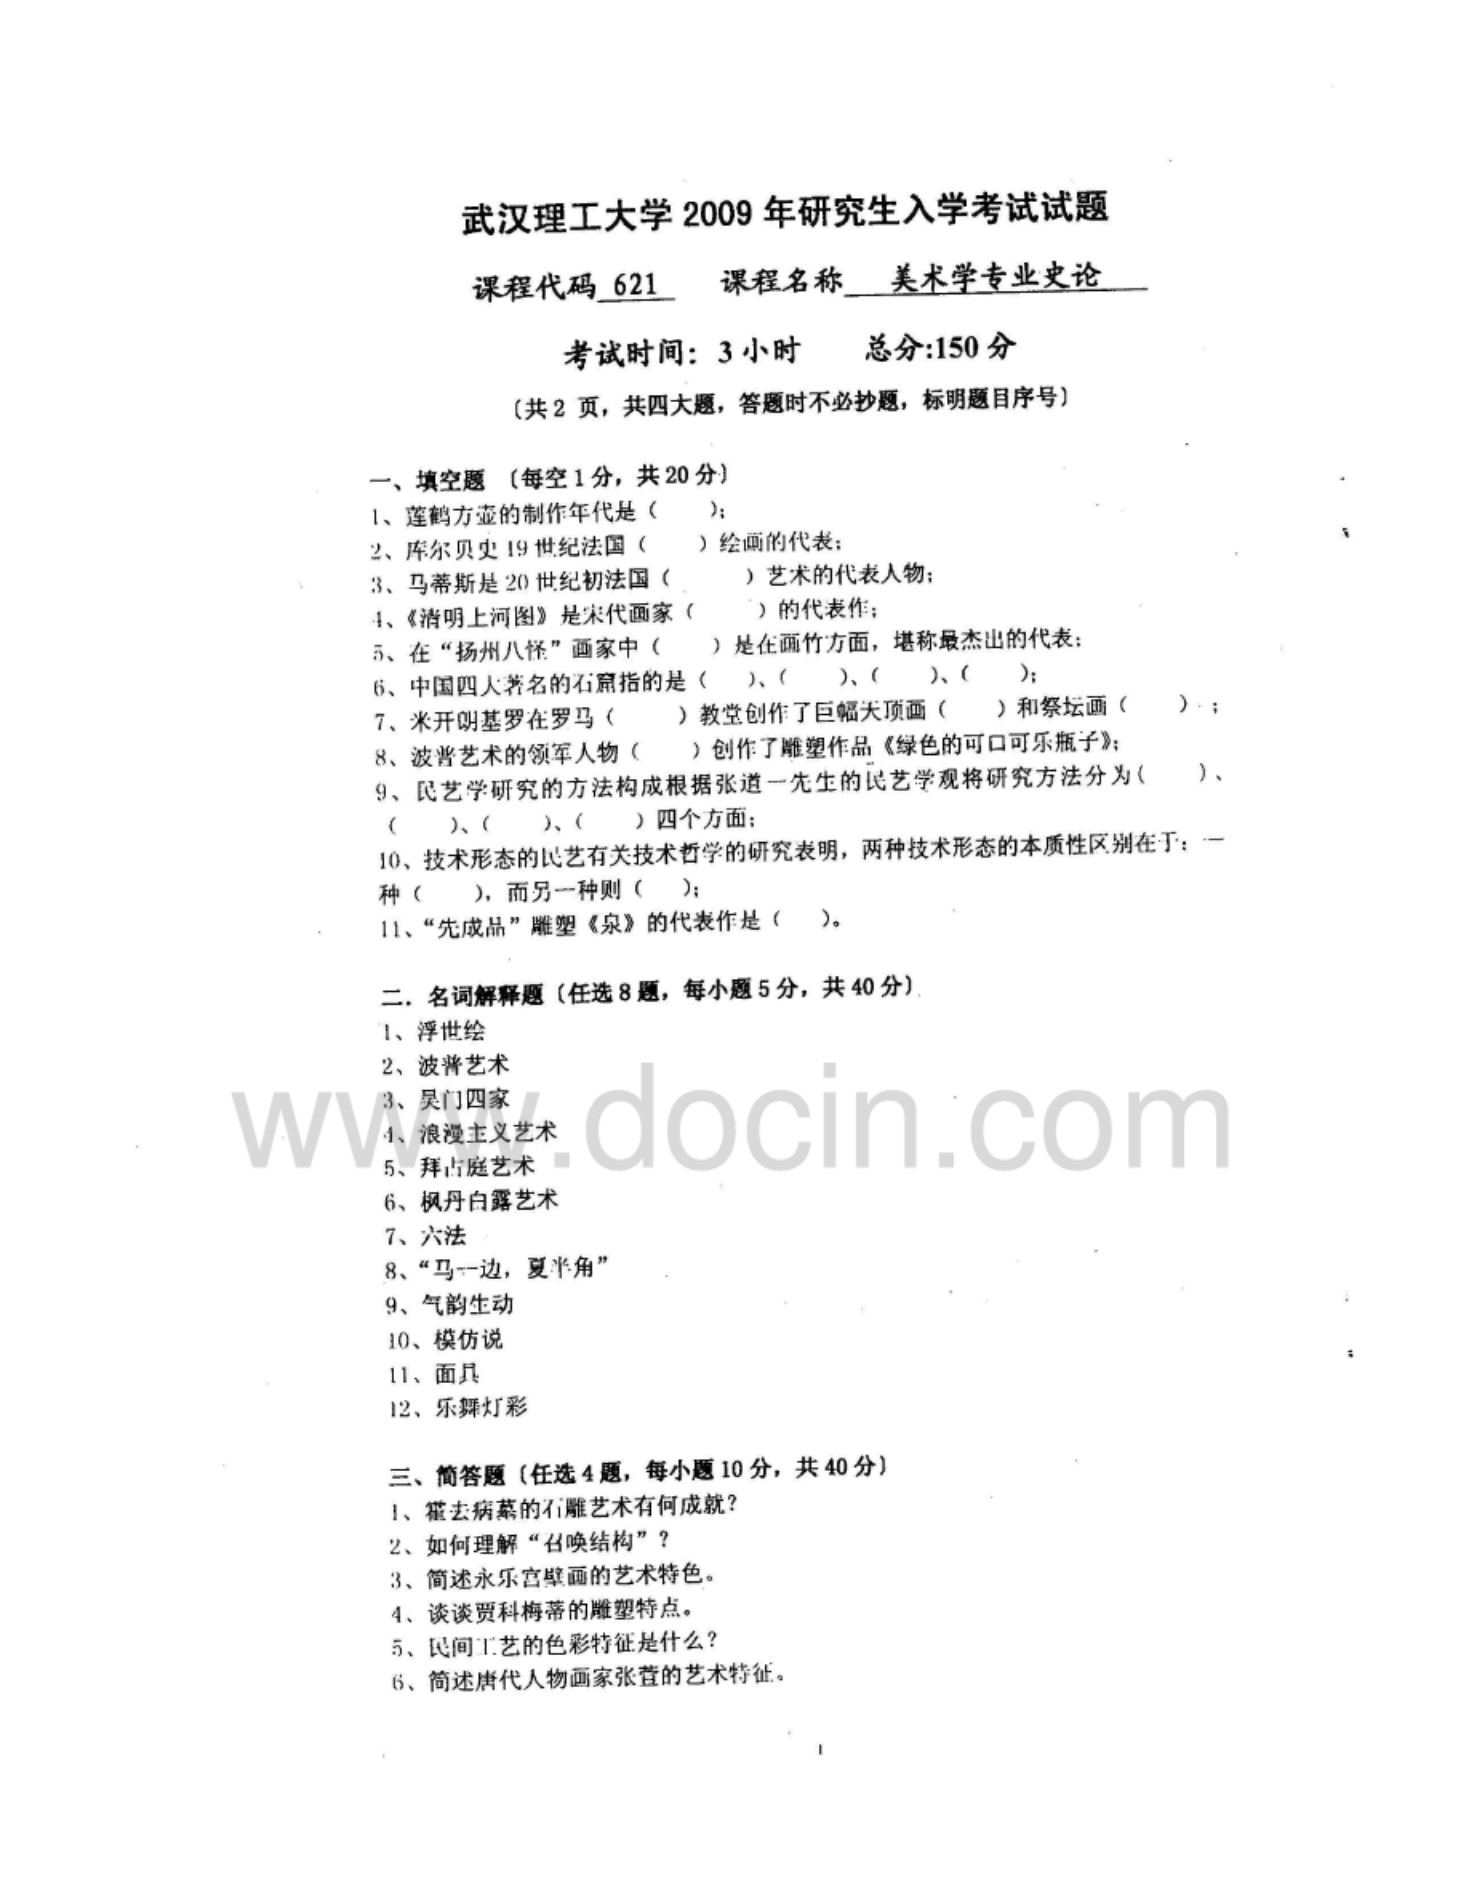 武汉理工大学 2009 年研究生入学考试试题
课程代码 621 课程名称 美术学专业史论
考试时间：3 小时 总分:150 分
〔共 2 页，共四大题，答题时不必抄题，标明题目序号〕
一、填空题 〔每空 1 分，共 20 分〕
1、莲鹤方壶的制作年代是（ ）；
2、库尔贝史 19 世纪法国（ ）绘画的代表；
3、马蒂斯是 20 世纪初法国（ ）艺术的代表人物；
4、《清明上河图》是宋代画家（ ）的代表作；
5、在“扬州八怪”画家中（ ）是在画竹方面，堪称最杰出的代表；
6、中国四大著名的石窟指的是（ ）、（ ）、（ ）、（ ）；
7、米开朗基罗在罗马（ ）教堂创作了巨幅天顶画（ ）和祭坛画（ ）；
8、波普艺术的领军人物（ ）创作了雕塑作品《绿色的可口可乐瓶子》；
9、民艺学研究的方法构成根据张道一先生的民艺学观将研究方法分为（ ）、
（ ）、（ ）、（ ）四个方面；
10、技术形态的民艺有关技术哲学的研究表明，两种技术形态的本质性区别在于：一
种（ ），而另一种则（ ）；
11、“先成品”雕塑《泉》的代表作是（ ）。
二．名词解释题〔任选 8 题，每小题 5 分，共 40 分〕
1、浮世绘
2、波普艺术
3、吴门四家
4、浪漫主义艺术
5、拜占庭艺术
6、枫丹白露艺术
7、六法
8、“马一边，夏半角”
9、气韵生动
10、模仿说
11、面具
12、乐舞灯彩
三、简答题〔任选 4 题，每小题 10 分，共 40 分〕
1、霍去病墓的石雕艺术有何成就？
2、如何理解“召唤结构”？
3、简述永乐宫壁画的艺术特色。
4、谈谈贾科梅蒂的雕塑特点。
5、民间工艺的色彩特征是什么？
6、简述唐代人物画家张萱的艺术特征。
1
www.docin.com